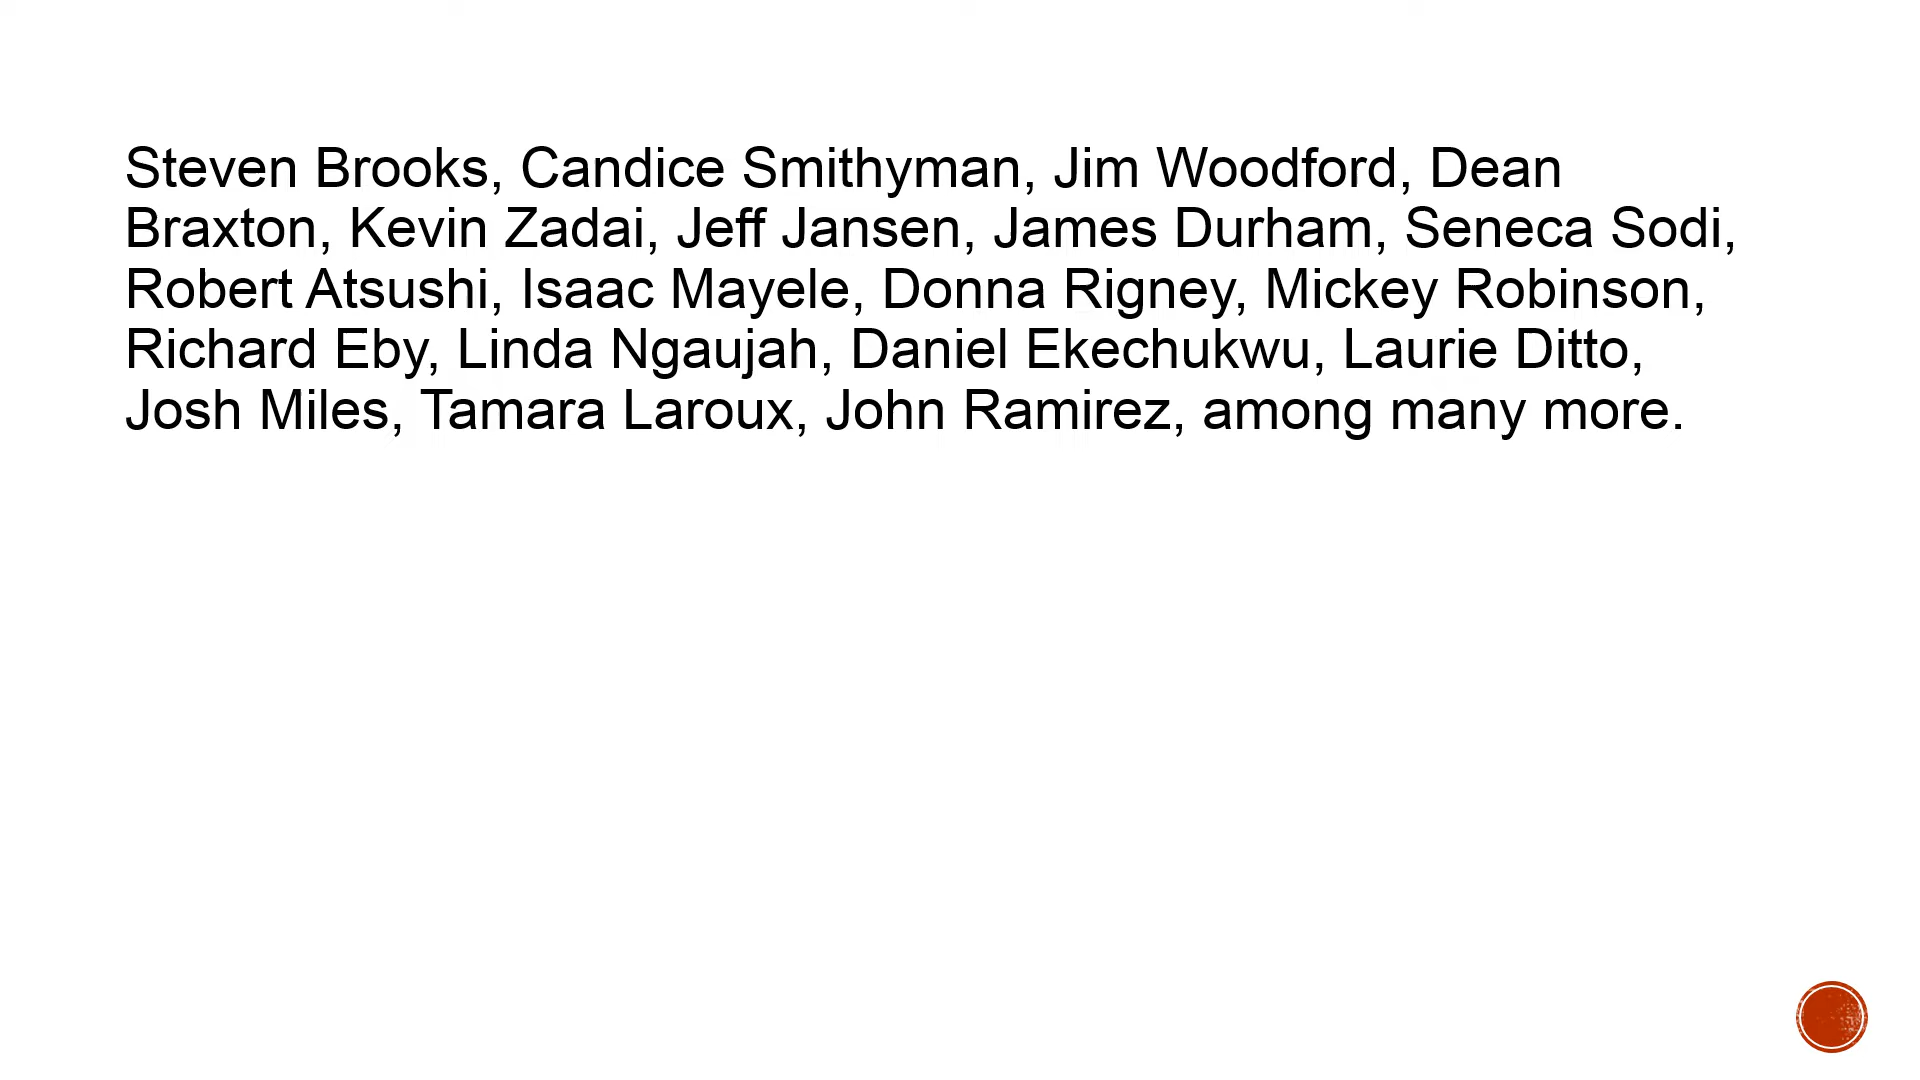 Steven Brooks, Candice Smithyman, Jim Woodford, Dean
Braxton, Kevin Zadai, Jeff Jansen, James Durham, Seneca Sodi,
Robert Atsushi, Isaac Mayele, Donna Rigney, Mickey Robinson,
Richard Eby, Linda Ngaujah, Daniel Ekechukwu, Laurie Ditto,
Josh Miles, Tamara Laroux, John Ramirez, among many more.